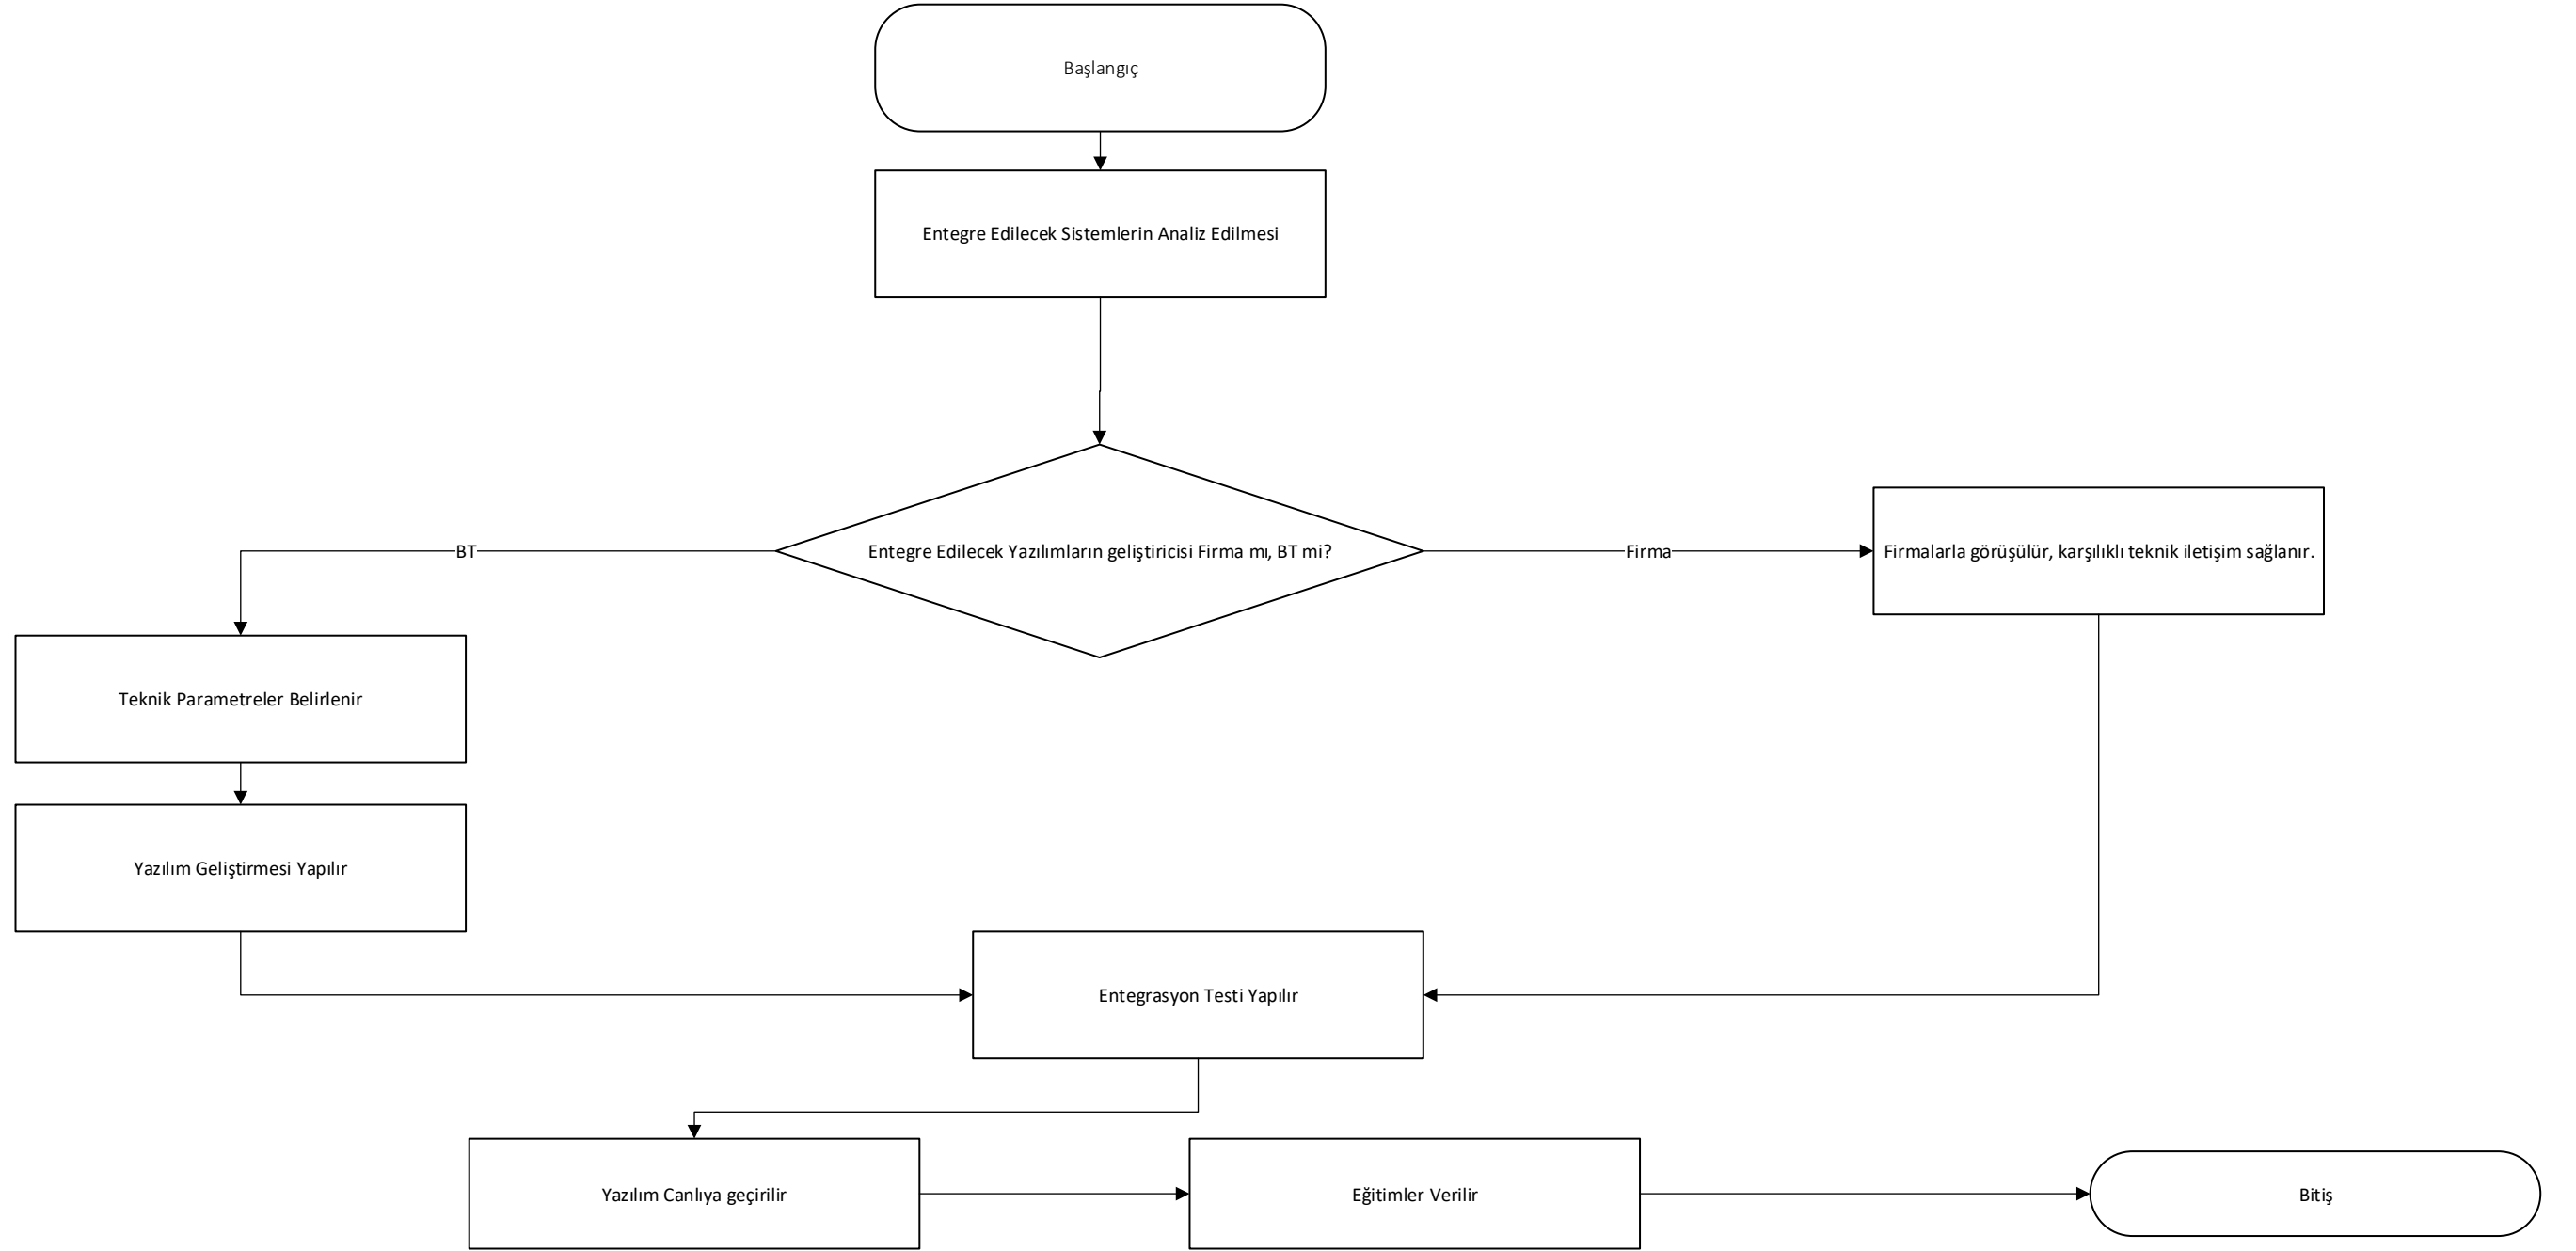 Başlangıç
Entegre Edilecek Sistemlerin Analiz Edilmesi
Entegre Edilecek Yazılımların geliştiricisi Firma mı, BT mi?
BT
Firma
Firmalarla görüşülür, karşılıklı teknik iletişim sağlanır.
Teknik Parametreler Belirlenir
Yazılım Geliştirmesi Yapılır
Entegrasyon Testi Yapılır
Yazılım Canlıya geçirilir
Eğitimler Verilir
Bitiş